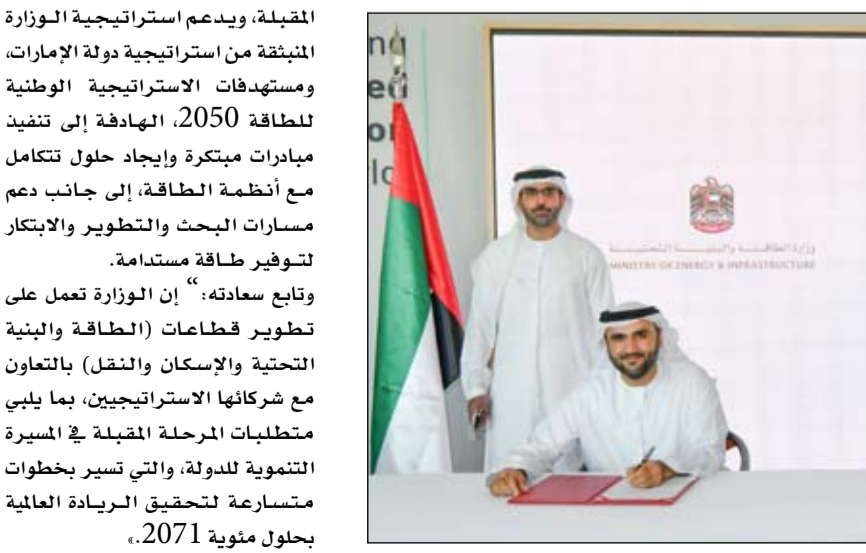 المقبلة، ويدعم استراتيجية الوزارة
المنبثقة من استراتيجية دولة الإمارات،
ومستهدفات الاستراتيجية الوطنية
للطاقة 2050، الهادفة إلى تنفيذ
مبادرات مبتكرة وإيجاد حلول تتكامل
مع أنظمة الطاقة، إلى جانب دعم
مسارات البحث والتطوير والابتكار
لتوفير طاقة مستدامة.
وتابع سعادته: “ إن الوزارة تعمل على
تطوير قطاعات (الطاقة والبنية
التحتية والإسكان والنقل) بالتعاون
مع شركائها الاستراتيجيين، بما يلبي
متطلبات المرحلة المقبلة في المسيرة
التنموية للدولة، والتي تسير بخطوات
متسارعة لتحقيق الريادة العالمية
بحلول مئوية 2071.»
وزارة الطاقة والبنية التحتية
MINISTRY OF ENERGY & INFRASTRUCTURE